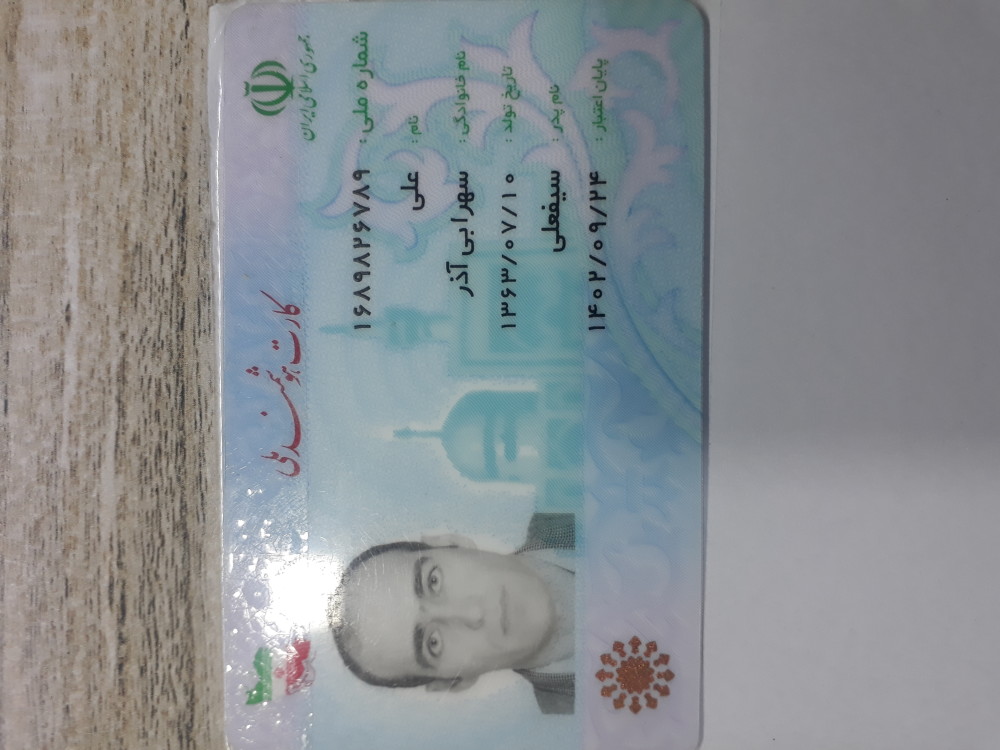 جمهوری اسلامی ایران
کارت هوشمند ملی
شماره ملی : ۱۶۸۹۸۲۶۷۸۹
نام : علی
نام خانوادگی : سهرابی آذر
تاریخ تولد : ۱۳۶۳/۰۷/۱۰
نام پدر : سیفعلی
پایان اعتبار : ۱۴۰۲/۰۹/۲۴